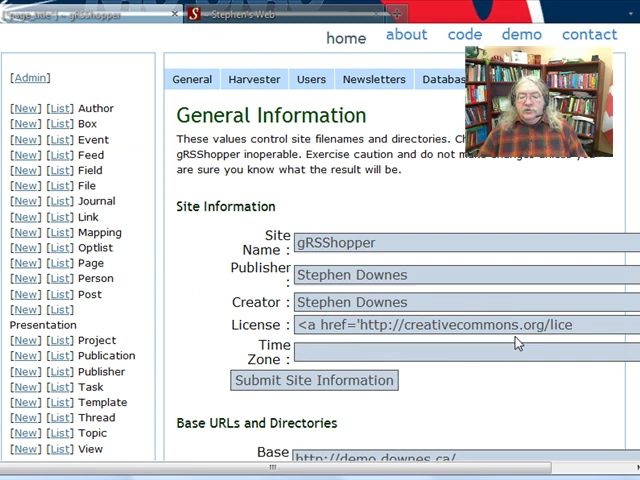 ["page_title"] ~ gRSShopper
~ Stephen's Web
home about code demo contact
[Admin]
General Harvester Users Newsletters Databas
[New] [List] Author
[New] [List] Box
[New] [List] Event
[New] [List] Feed
[New] [List] Field
[New] [List] File
[New] [List] Journal
[New] [List] Link
[New] [List] Mapping
[New] [List] Optlist
[New] [List] Page
[New] [List] Person
[New] [List] Post
[New] [List]
Presentation
[New] [List] Project
[New] [List] Publication
[New] [List] Publisher
[New] [List] Task
[New] [List] Template
[New] [List] Thread
[New] [List] Topic
[New] [List] View
General Information
These values control site filenames and directories. C
gRSShopper inoperable. Exercise caution and do not make changes unless you
are sure you know what the result will be.
Site Information
Site Name : gRSShopper
Publisher : Stephen Downes
Creator : Stephen Downes
License : <a href='http://creativecommons.org/lice
Time Zone :
Submit Site Information
Base URLs and Directories
Base http://demo.downes.ca/